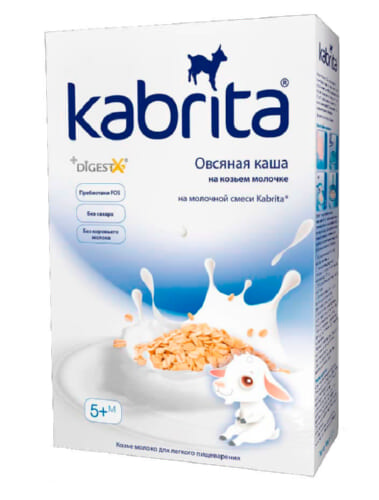 kabrita®
+DIGESTX®
Овсяная каша
на козьем молочке
на молочной смеси Kabrita*
Пребиотики FOS
Без сахара
Без коровьего
молока
5+ М
Козье молоко для легкого пищеварения